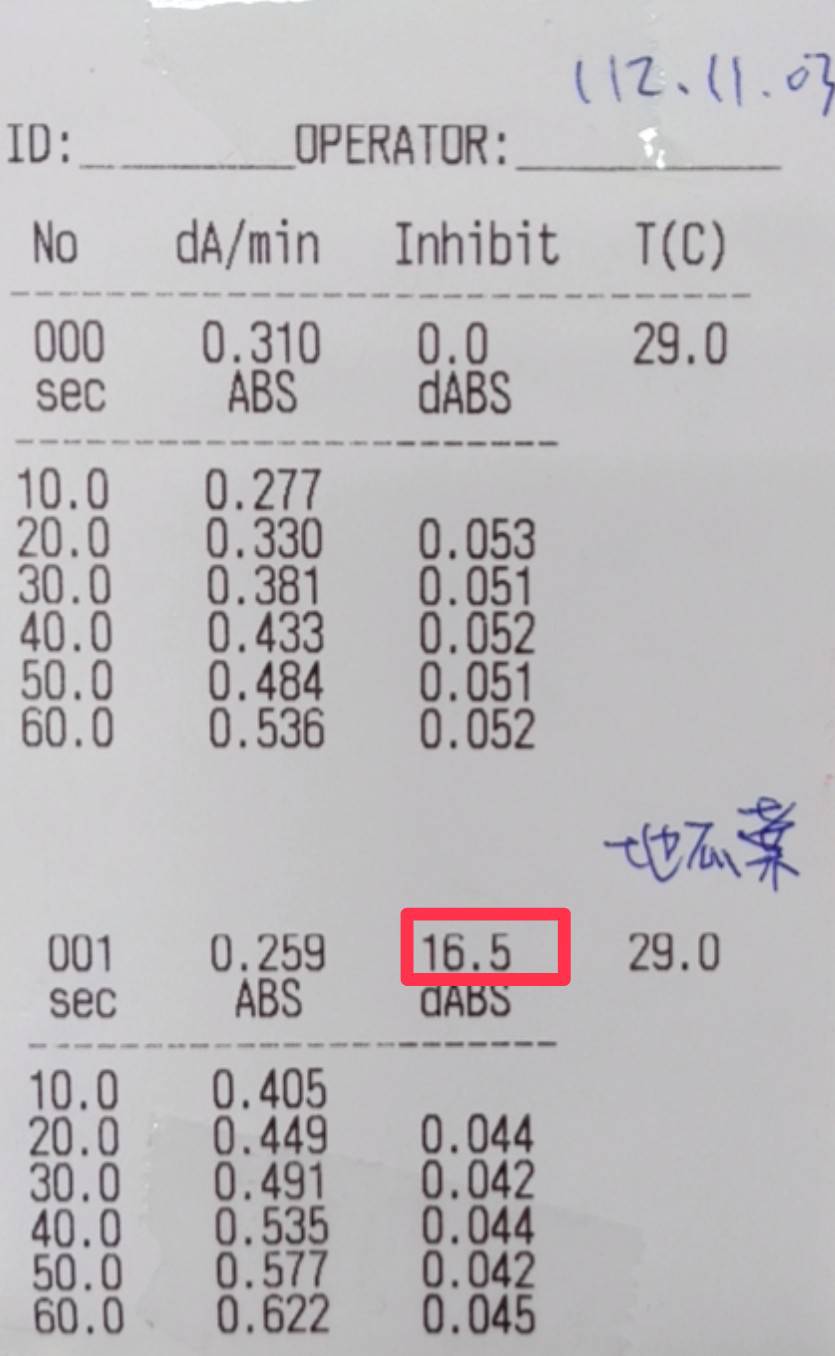 112.11.03
ID:__________OPERATOR:____________
No dA/min Inhibit T(C)
000 0.310 0.0 29.0
sec ABS dABS
10.0 0.277
20.0 0.330 0.053
30.0 0.381 0.051
40.0 0.433 0.052
50.0 0.484 0.051
60.0 0.536 0.052
地瓜葉
001 0.259 16.5 29.0
sec ABS dABS
10.0 0.405
20.0 0.449 0.044
30.0 0.491 0.042
40.0 0.535 0.044
50.0 0.577 0.042
60.0 0.622 0.045